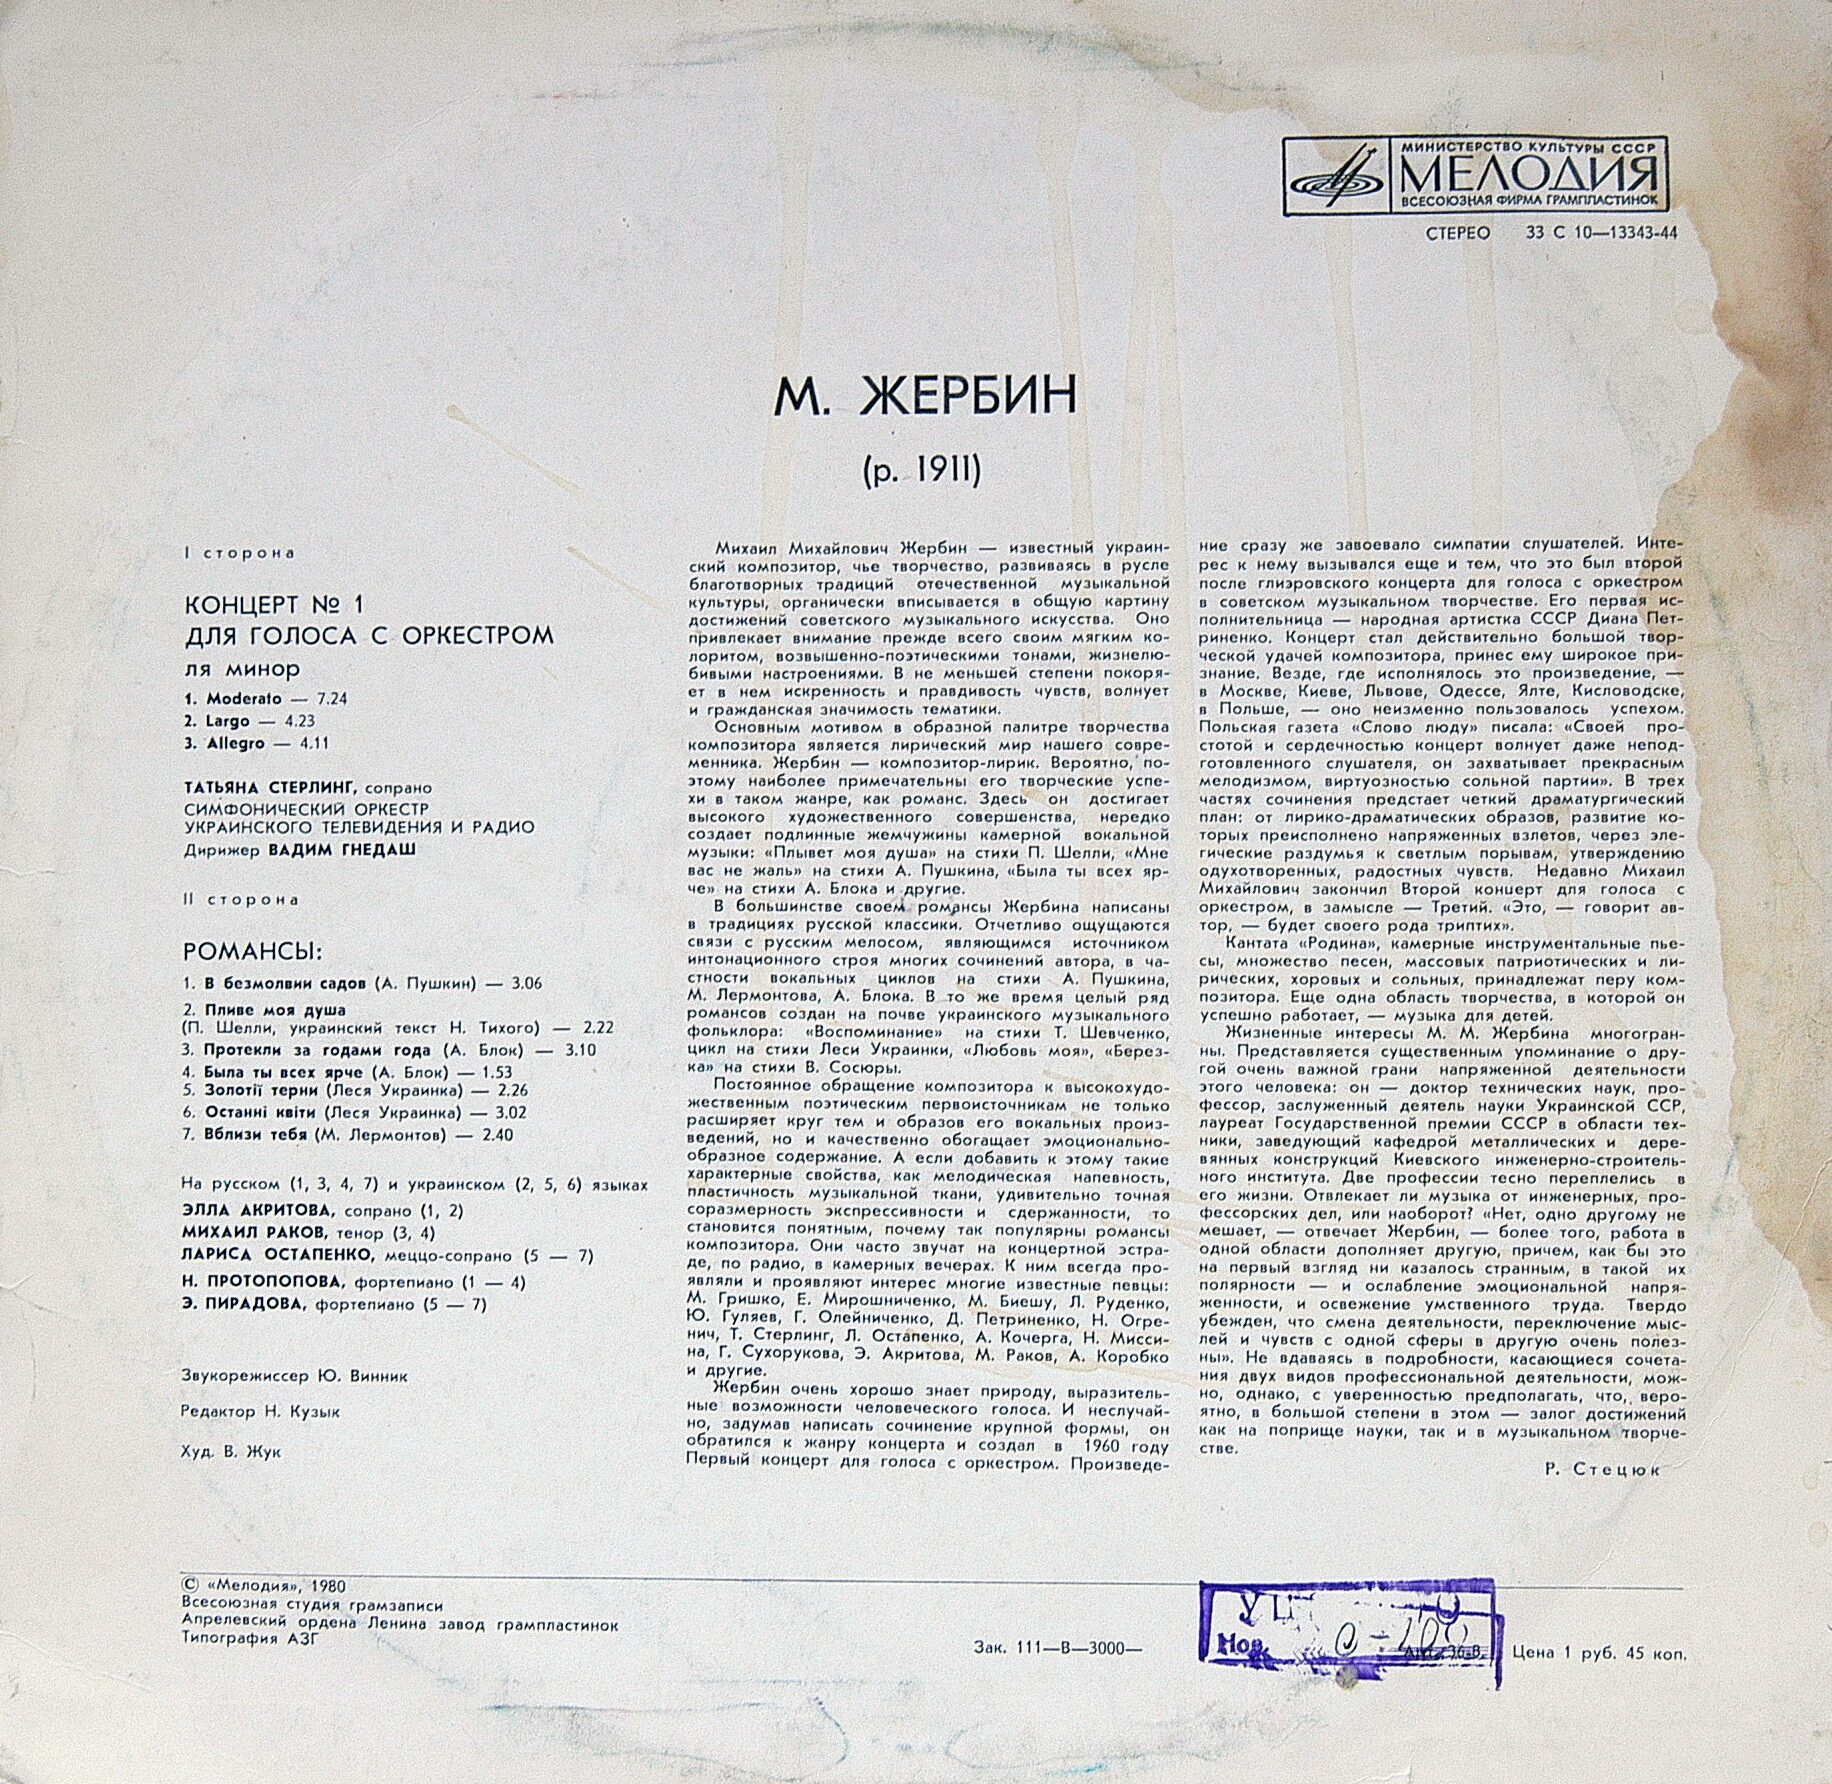 МИНИСТЕРСТВО КУЛЬТУРЫ СССР
МЕЛОДИЯ
ВСЕСОЮЗНАЯ ФИРМА ГРАМПЛАСТИНОК
СТЕРЕО 33 С 10—13343-44
М. ЖЕРБИН
(р. 1911)
I сторона
КОНЦЕРТ № 1
ДЛЯ ГОЛОСА С ОРКЕСТРОМ
ля минор
1. Moderato — 7.24
2. Largo — 4.23
3. Allegro — 4.11
ТАТЬЯНА СТЕРЛИНГ, сопрано
СИМФОНИЧЕСКИЙ ОРКЕСТР
УКРАИНСКОГО ТЕЛЕВИДЕНИЯ И РАДИО
Дирижер ВАДИМ ГНЕДАШ
II сторона
РОМАНСЫ:
1. В безмолвии садов (А. Пушкин) — 3.06
2. Пливе моя душа
(П. Шелли, украинский текст Н. Тихого) — 2.22
3. Протекли за годами года (А. Блок) — 3.10
4. Была ты всех ярче (А. Блок) — 1.53
5. Золотії терни (Леся Украинка) — 2.26
6. Останні квіти (Леся Украинка) — 3.02
7. Вблизи тебя (М. Лермонтов) — 2.40
На русском (1, 3, 4, 7) и украинском (2, 5, 6) языках
ЭЛЛА АКРИТОВА, сопрано (1, 2)
МИХАИЛ РАКОВ, тенор (3, 4)
ЛАРИСА ОСТАПЕНКО, меццо-сопрано (5 — 7)
Н. ПРОТОПОПОВА, фортепиано (1 — 4)
Э. ПИРАДОВА, фортепиано (5 — 7)
Звукорежиссер Ю. Винник
Редактор Н. Кузык
Худ. В. Жук
Михаил Михайлович Жербин — известный украин-
ский композитор, чье творчество, развиваясь в русле
благотворных традиций отечественной музыкальной
культуры, органически вписывается в общую картину
достижений советского музыкального искусства. Оно
привлекает внимание прежде всего своим мягким ко-
лоритом, возвышенно-поэтическими тонами, жизнелю-
бивыми настроениями. В не меньшей степени покоря-
ет в нем искренность и правдивость чувств, волнует
и гражданская значимость тематики.
Основным мотивом в образной палитре творчества
композитора является лирический мир нашего совре-
менника. Жербин — композитор-лирик. Вероятно, по-
этому наиболее примечательны его творческие успе-
хи в таком жанре, как романс. Здесь он достигает
высокого художественного совершенства, нередко
создает подлинные жемчужины камерной вокальной
музыки: «Плывет моя душа» на стихи П. Шелли, «Мне
вас не жаль» на стихи А. Пушкина, «Была ты всех яр-
че» на стихи А. Блока и другие.
В большинстве своем романсы Жербина написаны
в традициях русской классики. Отчетливо ощущаются
связи с русским мелосом, являющимся источником
интонационного строя многих сочинений автора, в ча-
стности вокальных циклов на стихи А. Пушкина,
М. Лермонтова, А. Блока. В то же время целый ряд
романсов создан на почве украинского музыкального
фольклора: «Воспоминание» на стихи Т. Шевченко,
цикл на стихи Леси Украинки, «Любовь моя», «Берез-
ка» на стихи В. Сосюры.
Постоянное обращение композитора к высокохудо-
жественным поэтическим первоисточникам не только
расширяет круг тем и образов его вокальных произ-
ведений, но и качественно обогащает эмоционально-
образное содержание. А если добавить к этому такие
характерные свойства, как мелодическая напевность,
пластичность музыкальной ткани, удивительно точная
соразмерность экспрессивности и сдержанности, то
становится понятным, почему так популярны романсы
композитора. Они часто звучат на концертной эстра-
де, по радио, в камерных вечерах. К ним всегда про-
являли и проявляют интерес многие известные певцы:
М. Гришко, Е. Мирошниченко, М. Биешу, Л. Руденко,
Ю. Гуляев, Г. Олейниченко, Д. Петриненко, Н. Огре-
нич, Т. Стерлинг, Л. Остапенко, А. Кочерга, Н. Мисси-
на, Г. Сухорукова, Э. Акритова, М. Раков, А. Коробко
и другие.
Жербин очень хорошо знает природу, выразитель-
ные возможности человеческого голоса. И неслучай-
но, задумав написать сочинение крупной формы, он
обратился к жанру концерта и создал в 1960 году
Первый концерт для голоса с оркестром. Произведе-
ние сразу же завоевало симпатии слушателей. Инте-
рес к нему вызывался еще и тем, что это был второй
после глиэровского концерта для голоса с оркестром
в советском музыкальном творчестве. Его первая ис-
полнительница — народная артистка СССР Диана Пет-
риненко. Концерт стал действительно большой твор-
ческой удачей композитора, принес ему широкое при-
знание. Везде, где исполнялось это произведение, —
в Москве, Киеве, Львове, Одессе, Ялте, Кисловодске,
в Польше, — оно неизменно пользовалось успехом.
Польская газета «Слово люду» писала: «Своей про-
стотой и сердечностью концерт волнует даже непод-
готовленного слушателя, он захватывает прекрасным
мелодизмом, виртуозностью сольной партии». В трех
частях сочинения предстает четкий драматургический
план: от лирико-драматических образов, развитие ко-
торых преисполнено напряженных взлетов, через эле-
гические раздумья к светлым порывам, утверждению
одухотворенных, радостных чувств. Недавно Михаил
Михайлович закончил Второй концерт для голоса с
оркестром, в замысле — Третий. «Это, — говорит ав-
тор, — будет своего рода триптих».
Кантата «Родина», камерные инструментальные пье-
сы, множество песен, массовых патриотических и ли-
рических, хоровых и сольных, принадлежат перу ком-
позитора. Еще одна область творчества, в которой он
успешно работает, — музыка для детей.
Жизненные интересы М. М. Жербина многогран-
ны. Представляется существенным упоминание о дру-
гой очень важной грани напряженной деятельности
этого человека: он — доктор технических наук, про-
фессор, заслуженный деятель науки Украинской ССР,
лауреат Государственной премии СССР в области тех-
ники, заведующий кафедрой металлических и дере-
вянных конструкций Киевского инженерно-строитель-
ного института. Две профессии тесно переплелись в
его жизни. Отвлекает ли музыка от инженерных, про-
фессорских дел, или наоборот? «Нет, одно другому не
мешает, — отвечает Жербин, — более того, работа в
одной области дополняет другую, причем, как бы это
на первый взгляд ни казалось странным, в такой их
полярности — и ослабление эмоциональной напря-
женности, и освежение умственного труда. Твердо
убежден, что смена деятельности, переключение мыс-
лей и чувств с одной сферы в другую очень полез-
ны». Не вдаваясь в подробности, касающиеся сочета-
ния двух видов профессиональной деятельности, мож-
но, однако, с уверенностью предполагать, что, веро-
ятно, в большой степени в этом — залог достижений
как на поприще науки, так и в музыкальном творче-
стве.
Р. Стецюк
© «Мелодия», 1980
Всесоюзная студия грамзаписи
Апрелевский ордена Ленина завод грампластинок
Типография АЗГ
Зак. 111—В—3000—
Цена 1 руб. 45 коп.